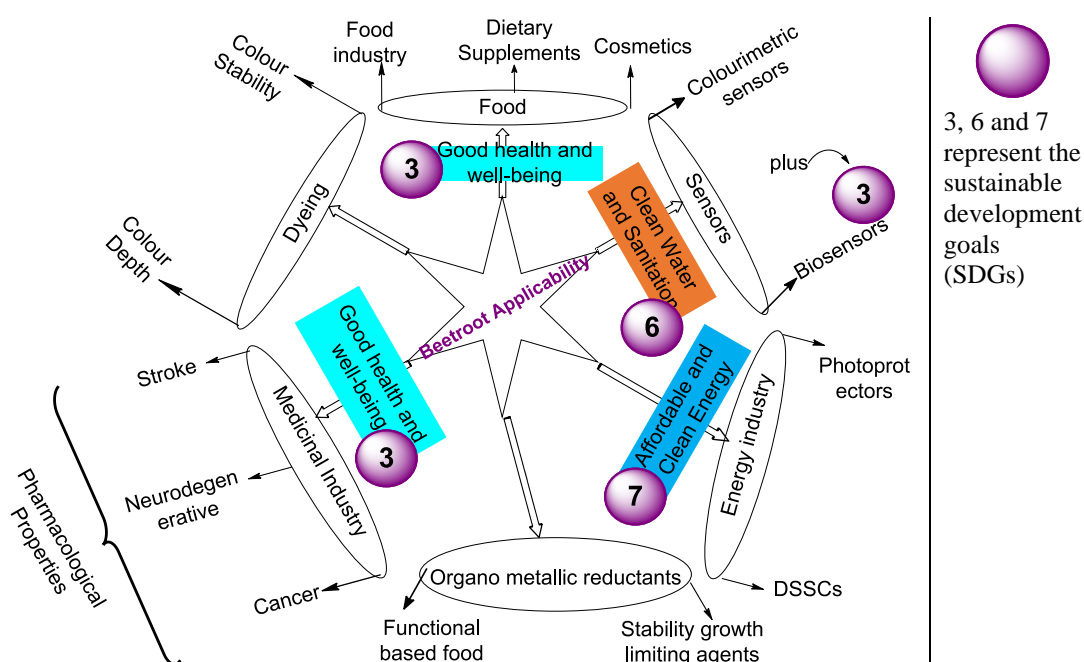 Food
industry
Dietary
Supplements
Cosmetics
Colour
Stability
Food
Colourimetric
sensors
3
Good health and
well-being
plus
3
Dyeing
Clean Water
and Sanitation
6
Sensors
Colour
Depth
Biosensors
Beetroot Applicability
Stroke
Good health and
well-being
3
Medicinal Industry
Affordable and
Clean Energy
7
Energy industry
Photoprot
ectors
Pharmacological
Properties
Neurodegen
erative
Cancer
Organo metallic reductants
DSSCs
Functional
based food
Stability growth
limiting agents
3, 6 and 7
represent the
sustainable
development
goals
(SDGs)